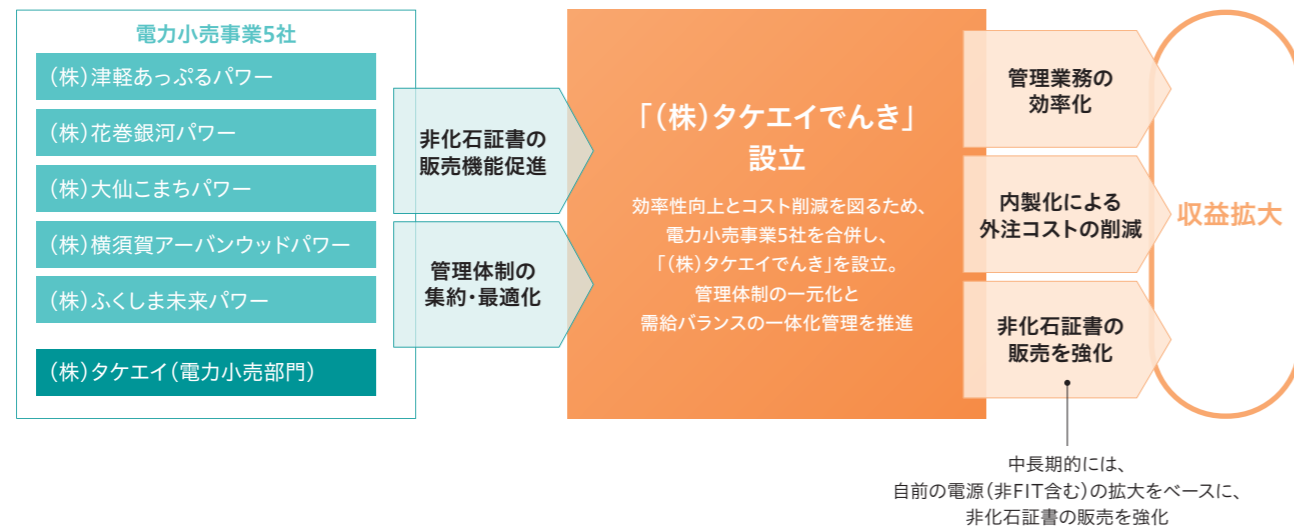 電力小売事業5社
(株)津軽あっぷるパワー
(株)花巻銀河パワー
(株)大仙こまちパワー
(株)横須賀アーバンウッドパワー
(株)ふくしま未来パワー
(株)タケエイ(電力小売部門)
非化石証書の
販売機能促進
管理体制の
集約・最適化
「(株)タケエイでんき」
設立
効率性向上とコスト削減を図るため、
電力小売事業5社を合併し、
「(株)タケエイでんき」を設立。
管理体制の一元化と
需給バランスの一体化管理を推進
管理業務の
効率化
内製化による
外注コストの削減
非化石証書の
販売を強化
収益拡大
中長期的には、
自前の電源(非FIT含む)の拡大をベースに、
非化石証書の販売を強化